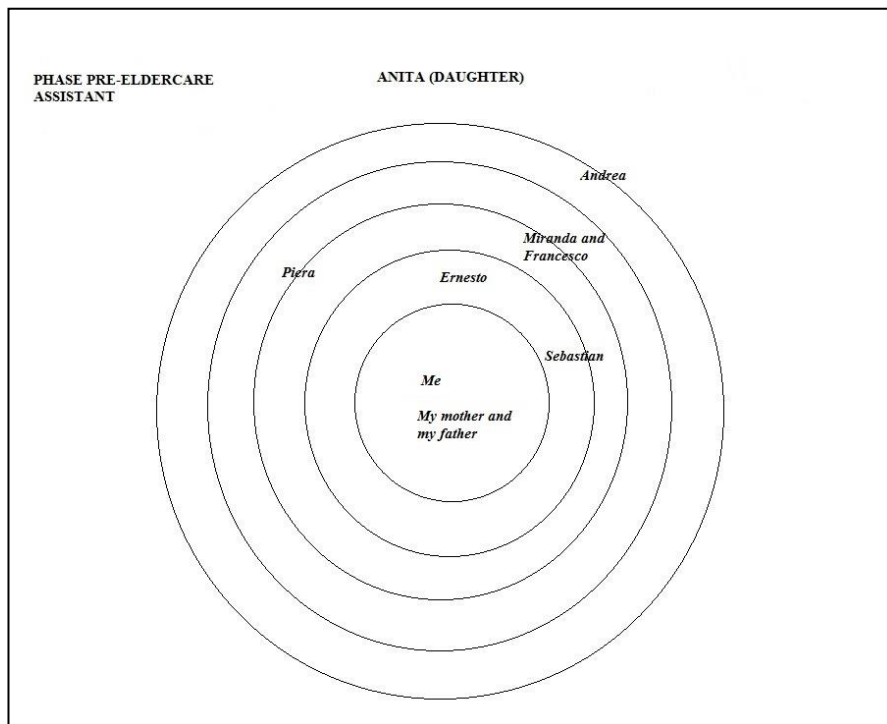 PHASE PRE-ELDERCARE
ASSISTANT
ANITA (DAUGHTER)
Andrea
Miranda and
Francesco
Piera
Ernesto
Sebastian
Me
My mother and
my father